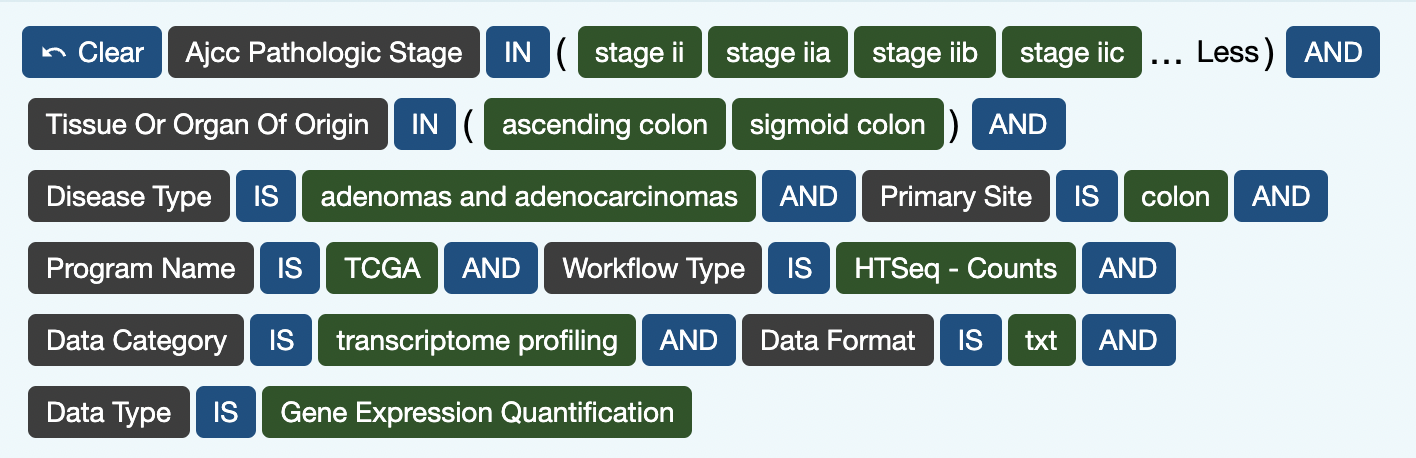 Clear Ajcc Pathologic Stage IN ( stage ii stage iia stage iib stage iic ... Less ) AND
Tissue Or Organ Of Origin IN ( ascending colon sigmoid colon ) AND
Disease Type IS adenomas and adenocarcinomas AND Primary Site IS colon AND
Program Name IS TCGA AND Workflow Type IS HTSeq - Counts AND
Data Category IS transcriptome profiling AND Data Format IS txt AND
Data Type IS Gene Expression Quantification